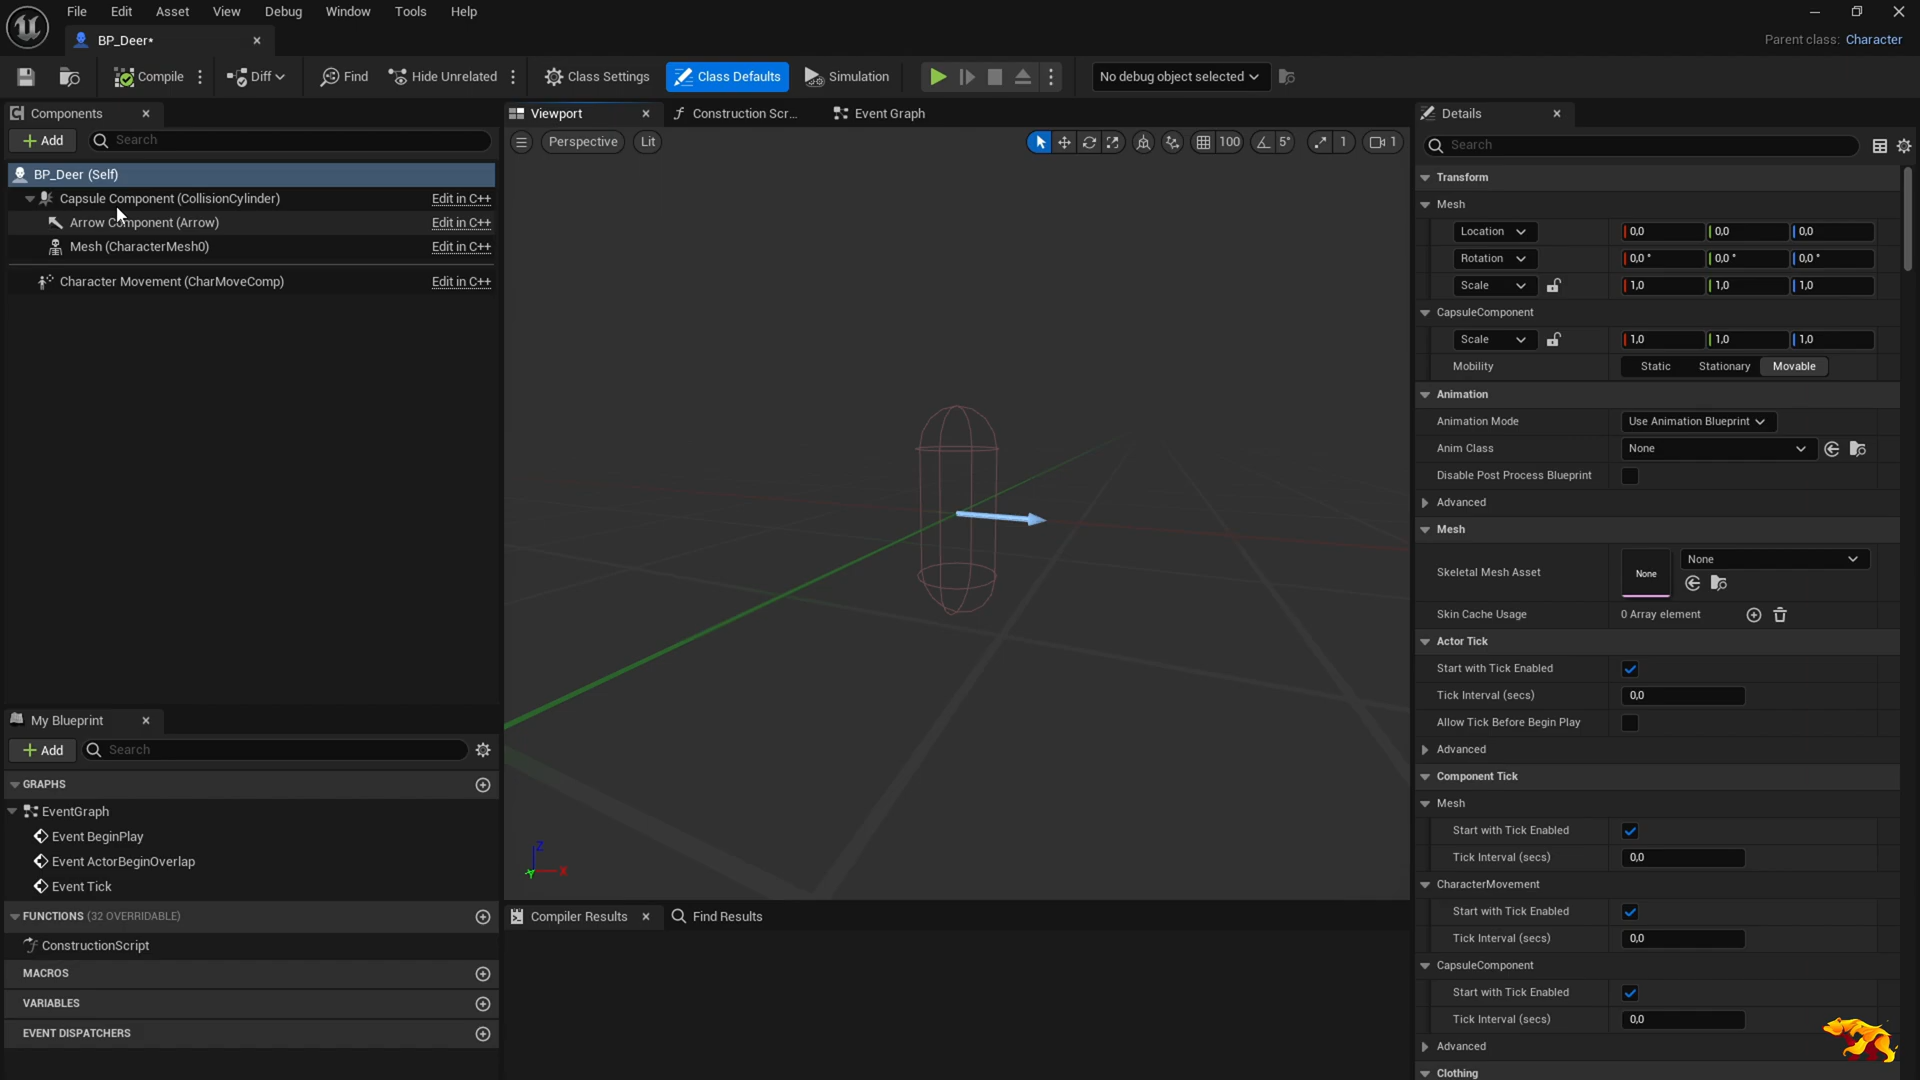 File Edit Asset View Debug Window Tools Help
BP_Deer*
Parent class: Character
Compile Diff Find Hide Unrelated Class Settings Class Defaults Simulation No debug object selected
Components
Add Search
BP_Deer (Self)
Capsule Component (CollisionCylinder) Edit in C++
Arrow Component (Arrow) Edit in C++
Mesh (CharacterMesh0) Edit in C++
Character Movement (CharMoveComp) Edit in C++
My Blueprint
Add Search
GRAPHS
EventGraph
Event BeginPlay
Event ActorBeginOverlap
Event Tick
FUNCTIONS (32 OVERRIDABLE)
ConstructionScript
MACROS
VARIABLES
EVENT DISPATCHERS
Viewport Construction Scr... Event Graph
Perspective Lit 100 5° 1 1
Z
X
Y
Compiler Results Find Results
Details
Search
Transform
Mesh
Location 0,0 0,0 0,0
Rotation 0,0 ° 0,0 ° 0,0 °
Scale 1,0 1,0 1,0
CapsuleComponent
Scale 1,0 1,0 1,0
Mobility Static Stationary Movable
Animation
Animation Mode Use Animation Blueprint
Anim Class None
Disable Post Process Blueprint
Advanced
Mesh
Skeletal Mesh Asset None None
Skin Cache Usage 0 Array element
Actor Tick
Start with Tick Enabled
Tick Interval (secs) 0,0
Allow Tick Before Begin Play
Advanced
Component Tick
Mesh
Start with Tick Enabled
Tick Interval (secs) 0,0
CharacterMovement
Start with Tick Enabled
Tick Interval (secs) 0,0
CapsuleComponent
Start with Tick Enabled
Tick Interval (secs) 0,0
Advanced
Clothing